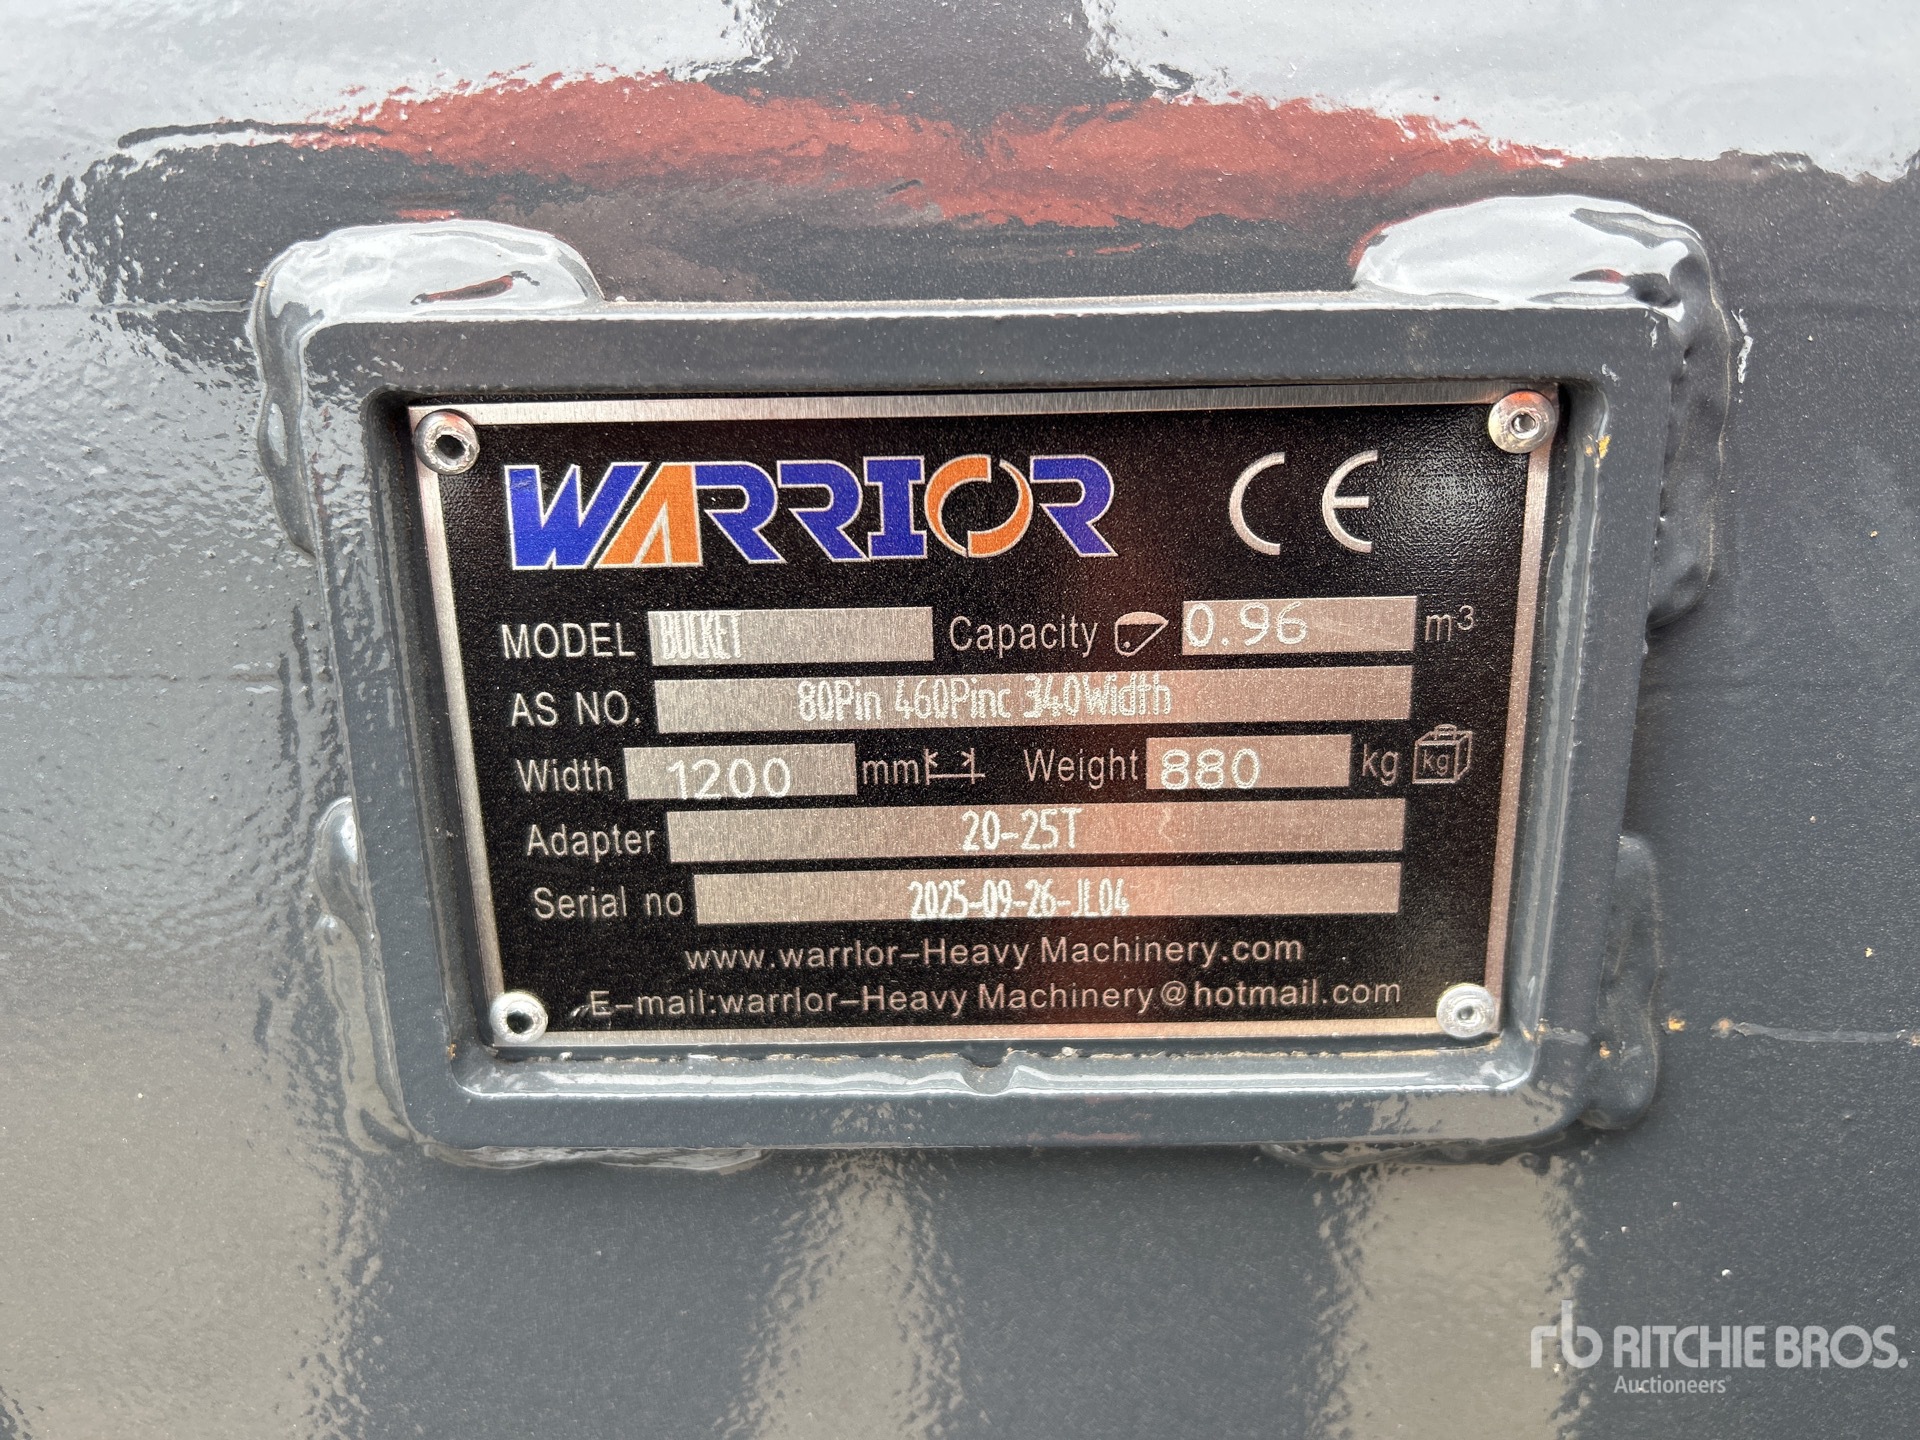 WARRIOR CE
MODEL BUCKET Capacity 0.96 m³
AS NO. 80Pin 460Pinc 340Width
Width 1200 mm Weight 880 kg kg
Adapter 20-25T
Serial no 2025-09-26-JL04
www.warrlor-Heavy Machinery.com
E-mail:warrlor-Heavy Machinery@hotmail.com
rb RITCHIE BROS.
Auctioneers